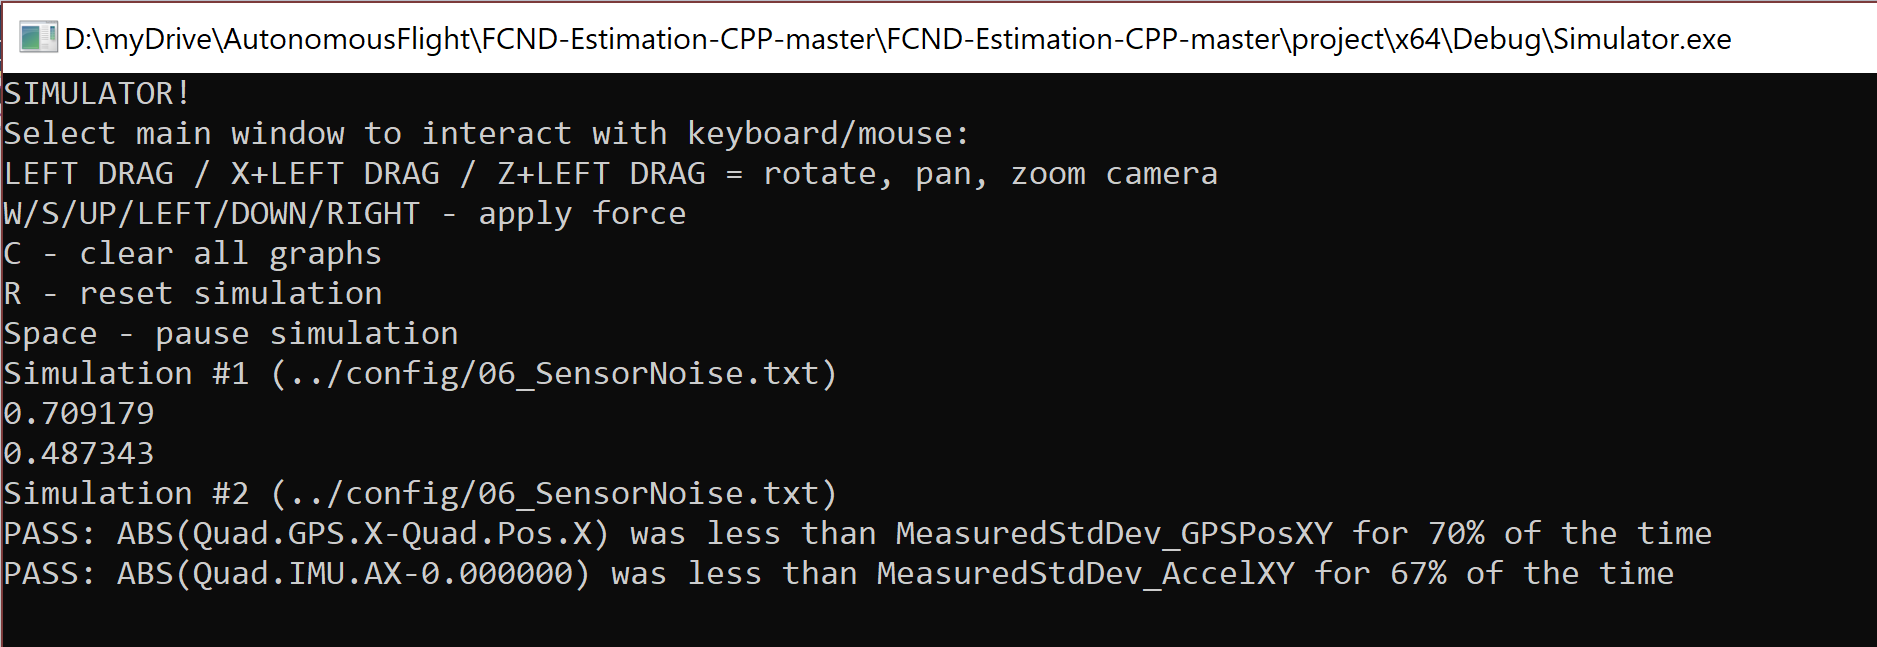 D:\myDrive\AutonomousFlight\FCND-Estimation-CPP-master\FCND-Estimation-CPP-master\project\x64\Debug\Simulator.exe
SIMULATOR!
Select main window to interact with keyboard/mouse:
LEFT DRAG / X+LEFT DRAG / Z+LEFT DRAG = rotate, pan, zoom camera
W/S/UP/LEFT/DOWN/RIGHT - apply force
C - clear all graphs
R - reset simulation
Space - pause simulation
Simulation #1 (../config/06_SensorNoise.txt)
0.709179
0.487343
Simulation #2 (../config/06_SensorNoise.txt)
PASS: ABS(Quad.GPS.X-Quad.Pos.X) was less than MeasuredStdDev_GPSPosXY for 70% of the time
PASS: ABS(Quad.IMU.AX-0.000000) was less than MeasuredStdDev_AccelXY for 67% of the time